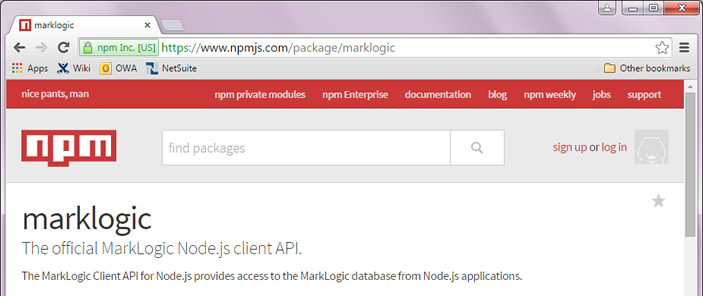 marklogic
npm Inc. [US] https://www.npmjs.com/package/marklogic
Apps Wiki OWA NetSuite Other bookmarks
nice pants, man npm private modules npm Enterprise documentation blog npm weekly jobs support
npm find packages sign up or log in
marklogic
The official MarkLogic Node.js client API.
The MarkLogic Client API for Node.js provides access to the MarkLogic database from Node.js applications.